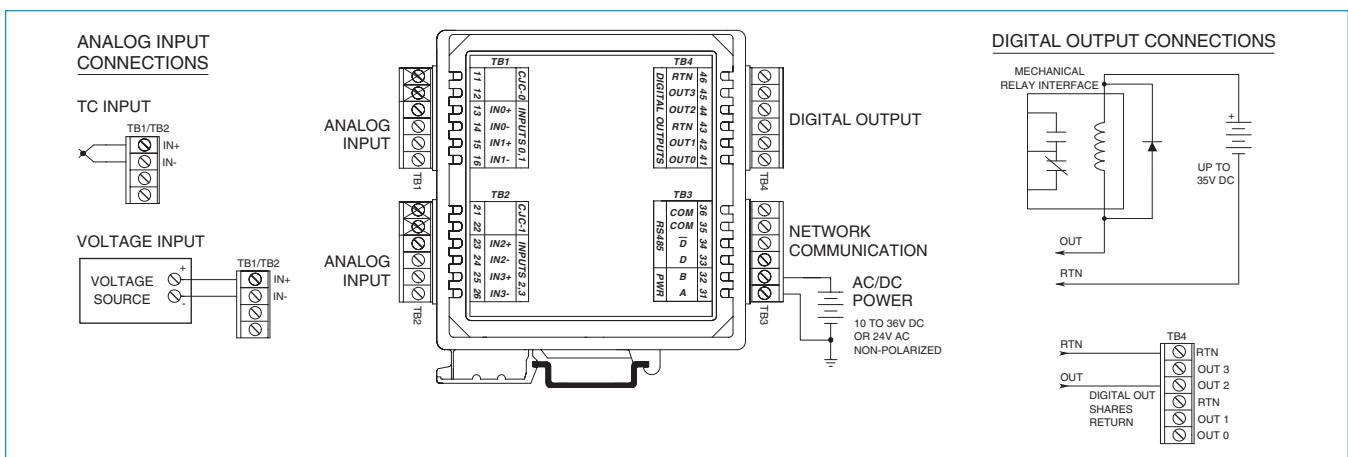 ANALOG INPUT
CONNECTIONS
TC INPUT
TB1/TB2
IN+
IN-
VOLTAGE INPUT
VOLTAGE
SOURCE
+
-
TB1/TB2
IN+
IN-
ANALOG
INPUT
TB1
TB1
11
12
CJC-0
13 IN0+
14 IN0-
15 IN1+
16 IN1-
INPUTS 0,1
ANALOG
INPUT
TB2
TB2
21
22
CJC-1
23 IN2+
24 IN2-
25 IN3+
26 IN3-
INPUTS 2,3
TB4
DIGITAL OUTPUTS
RTN 46
OUT3 45
OUT2 44
RTN 43
OUT1 42
OUT0 41
TB4
DIGITAL OUTPUT
TB3
RS485
COM 36
COM 35
D 34
D 33
PWR
B 32
A 31
TB3
NETWORK
COMMUNICATION
AC/DC
POWER
10 TO 36V DC
OR 24V AC
NON-POLARIZED
DIGITAL OUTPUT CONNECTIONS
MECHANICAL
RELAY INTERFACE
+
UP TO
35V DC
OUT
RTN
RTN
OUT
DIGITAL OUT
SHARES
RETURN
TB4
RTN
OUT 3
OUT 2
RTN
OUT 1
OUT 0